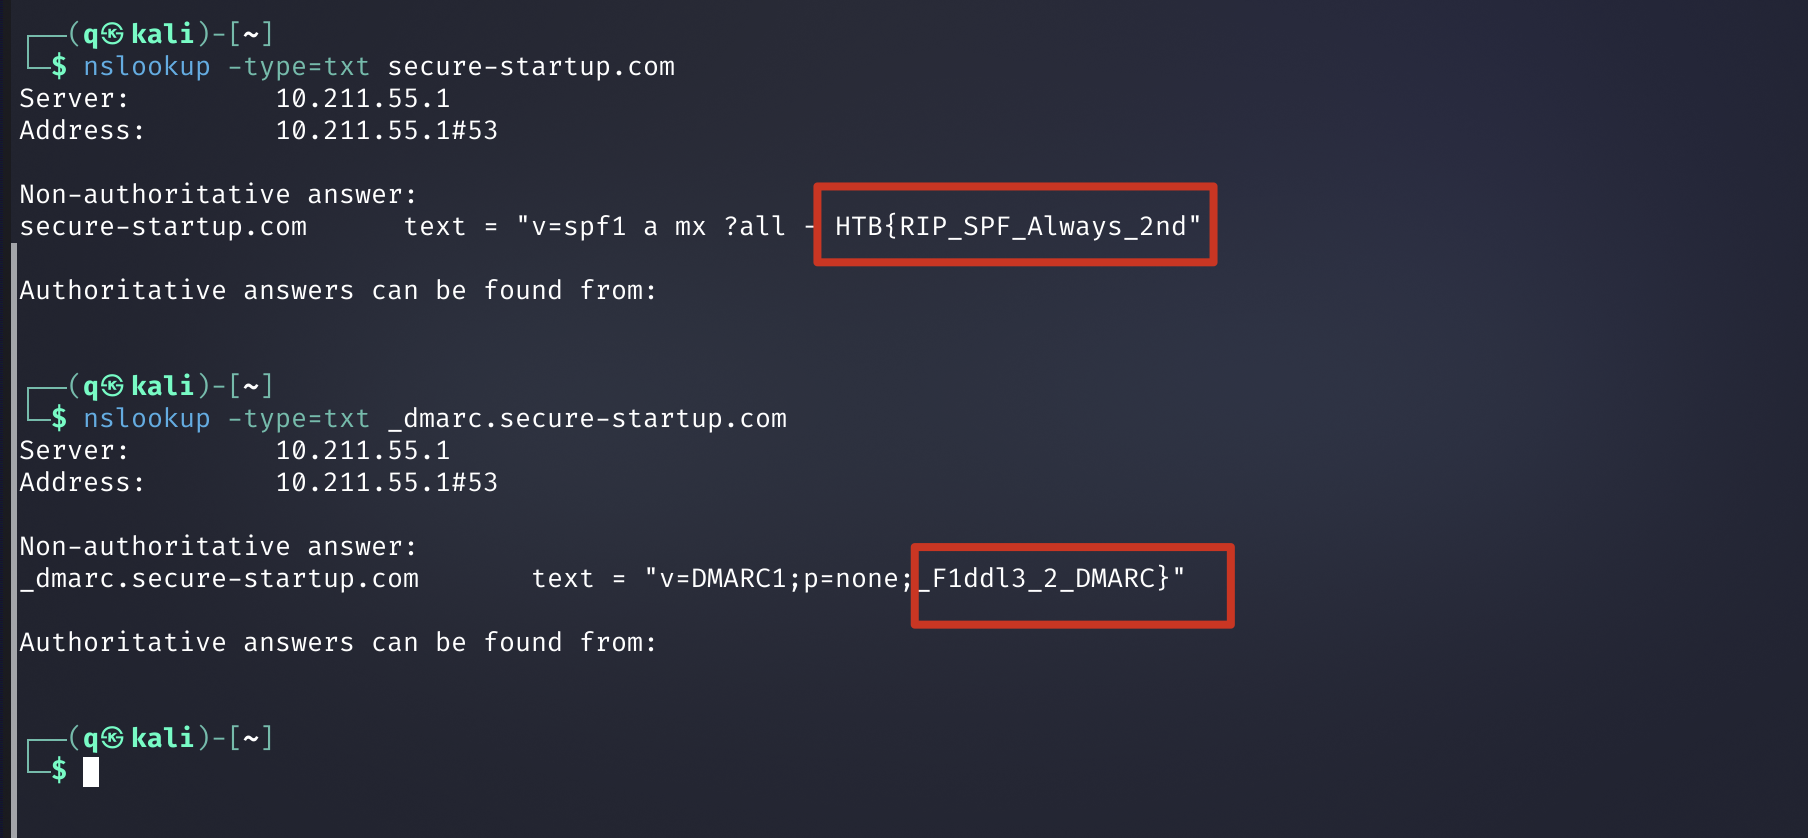 ┌──(q㉿kali)-[~]
└─$ nslookup -type=txt secure-startup.com
Server:         10.211.55.1
Address:        10.211.55.1#53
Non-authoritative answer:
secure-startup.com      text = "v=spf1 a mx ?all - HTB{RIP_SPF_Always_2nd"
Authoritative answers can be found from:
┌──(q㉿kali)-[~]
└─$ nslookup -type=txt _dmarc.secure-startup.com
Server:         10.211.55.1
Address:        10.211.55.1#53
Non-authoritative answer:
_dmarc.secure-startup.com       text = "v=DMARC1;p=none;_F1ddl3_2_DMARC}"
Authoritative answers can be found from:
┌──(q㉿kali)-[~]
└─$